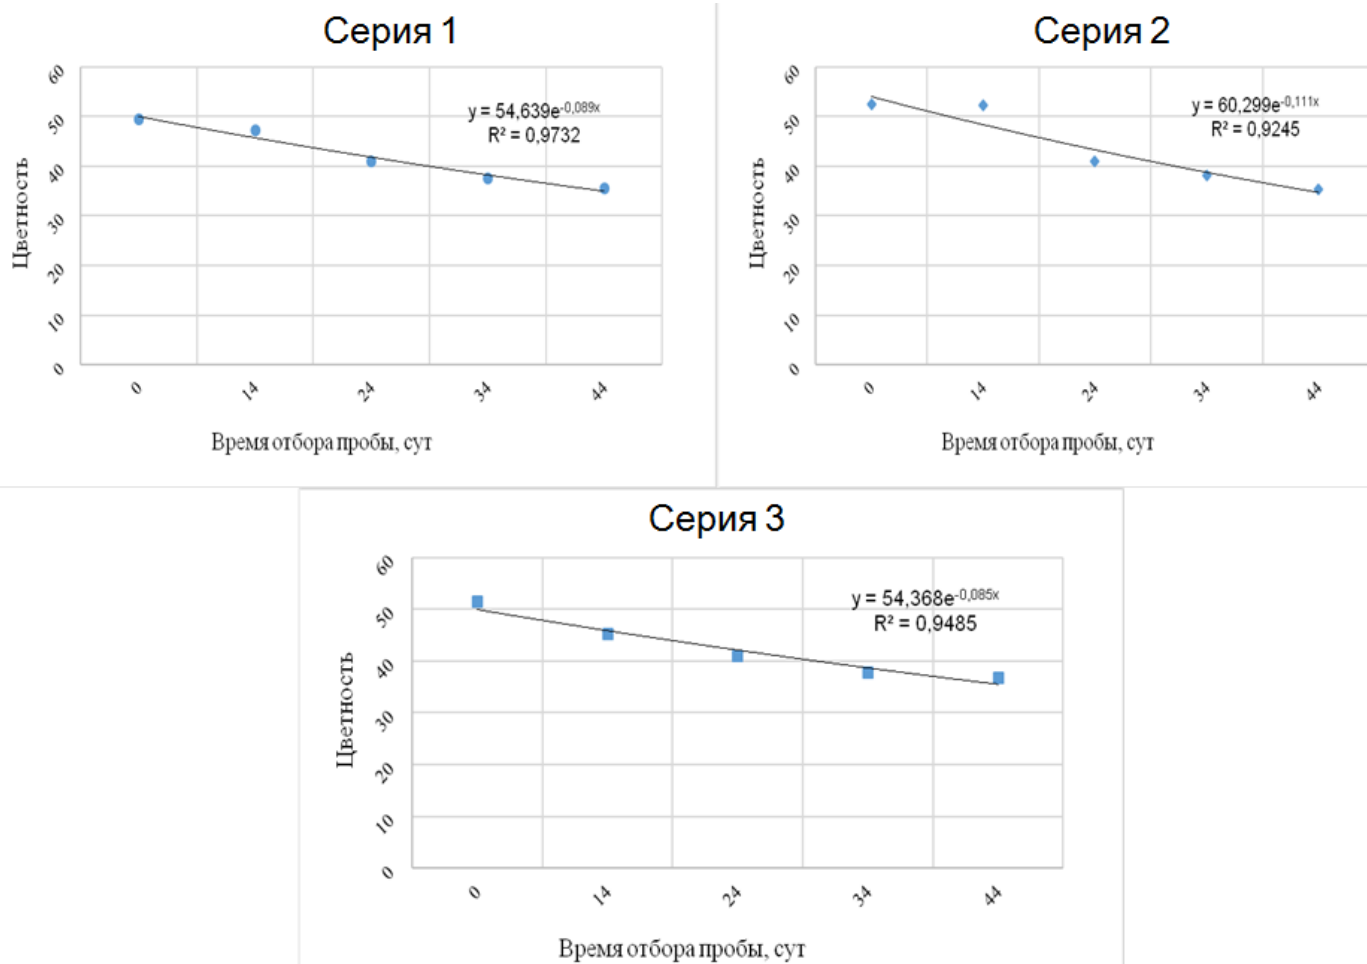 Серия 1
60
50
40
30
20
10
0
Цветность
y = 54,639e^-0,089x
R² = 0,9732
0 14 24 34 44
Время отбора пробы, сут
Серия 2
60
50
40
30
20
10
0
Цветность
y = 60,299e^-0,111x
R² = 0,9245
0 14 24 34 44
Время отбора пробы, сут
Серия 3
60
50
40
30
20
10
0
Цветность
y = 54,368e^-0,085x
R² = 0,9485
0 14 24 34 44
Время отбора пробы, сут